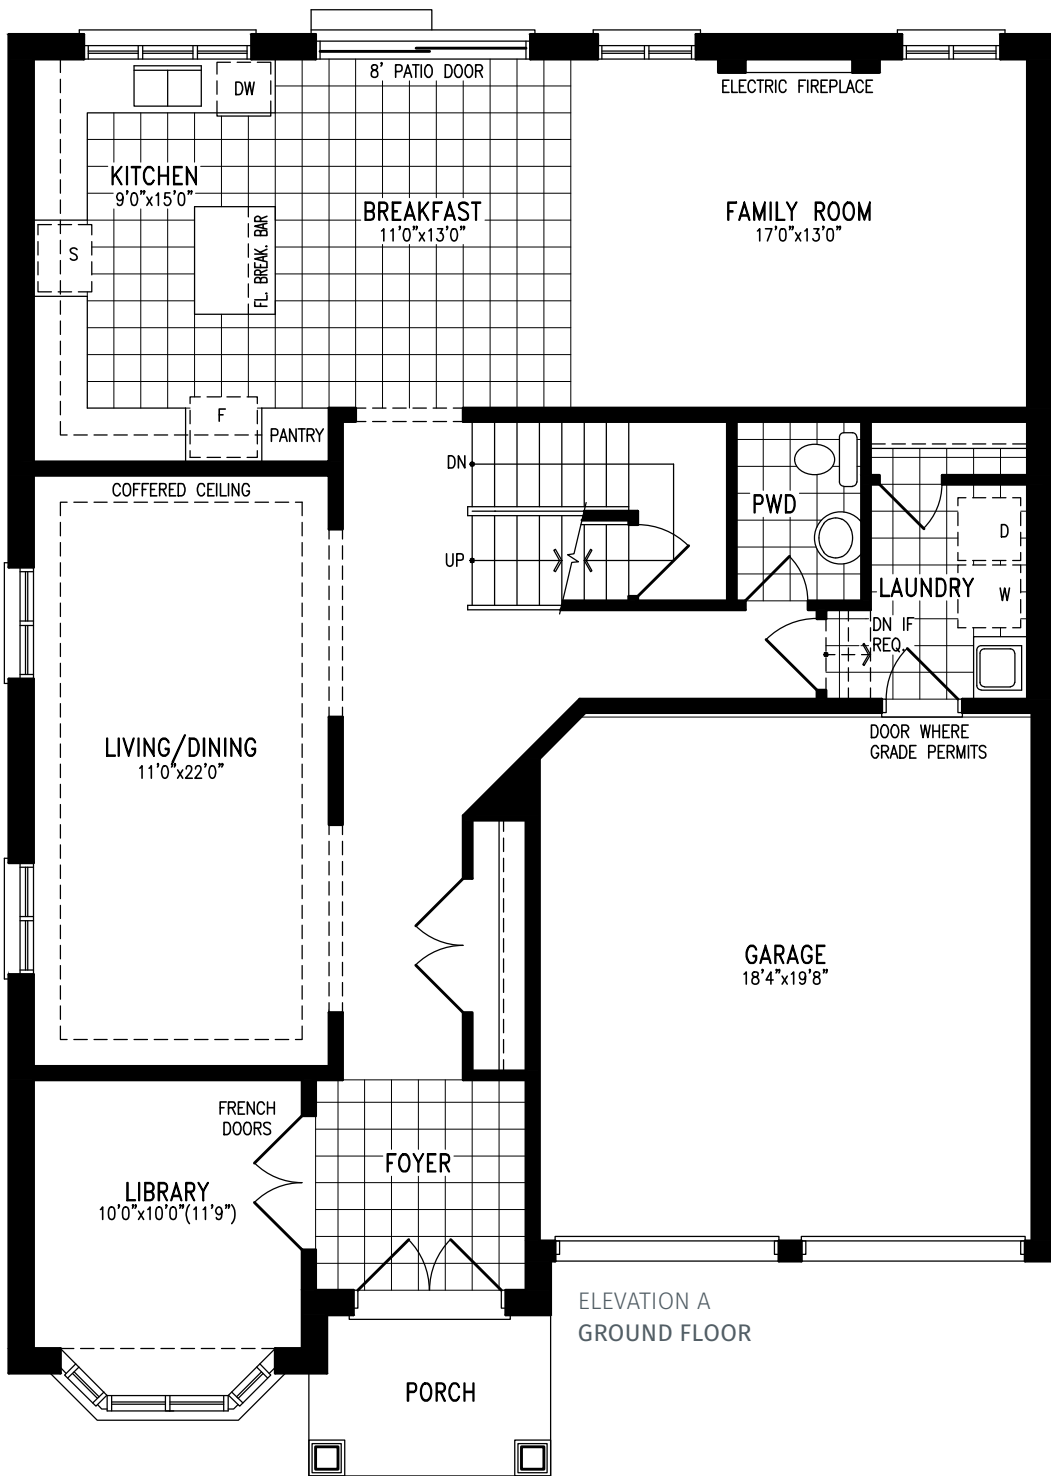 8' PATIO DOOR
DW
ELECTRIC FIREPLACE
KITCHEN
9'0"x15'0"
BREAKFAST
11'0"x13'0"
FAMILY ROOM
17'0"x13'0"
S
FL. BREAK. BAR
F
PANTRY
DN
UP
PWD
D
LAUNDRY
W
DN IF
REQ.
COFFERED CEILING
LIVING/DINING
11'0"x22'0"
DOOR WHERE
GRADE PERMITS
GARAGE
18'4"x19'8"
FRENCH
DOORS
FOYER
LIBRARY
10'0"x10'0"(11'9")
ELEVATION A
GROUND FLOOR
PORCH